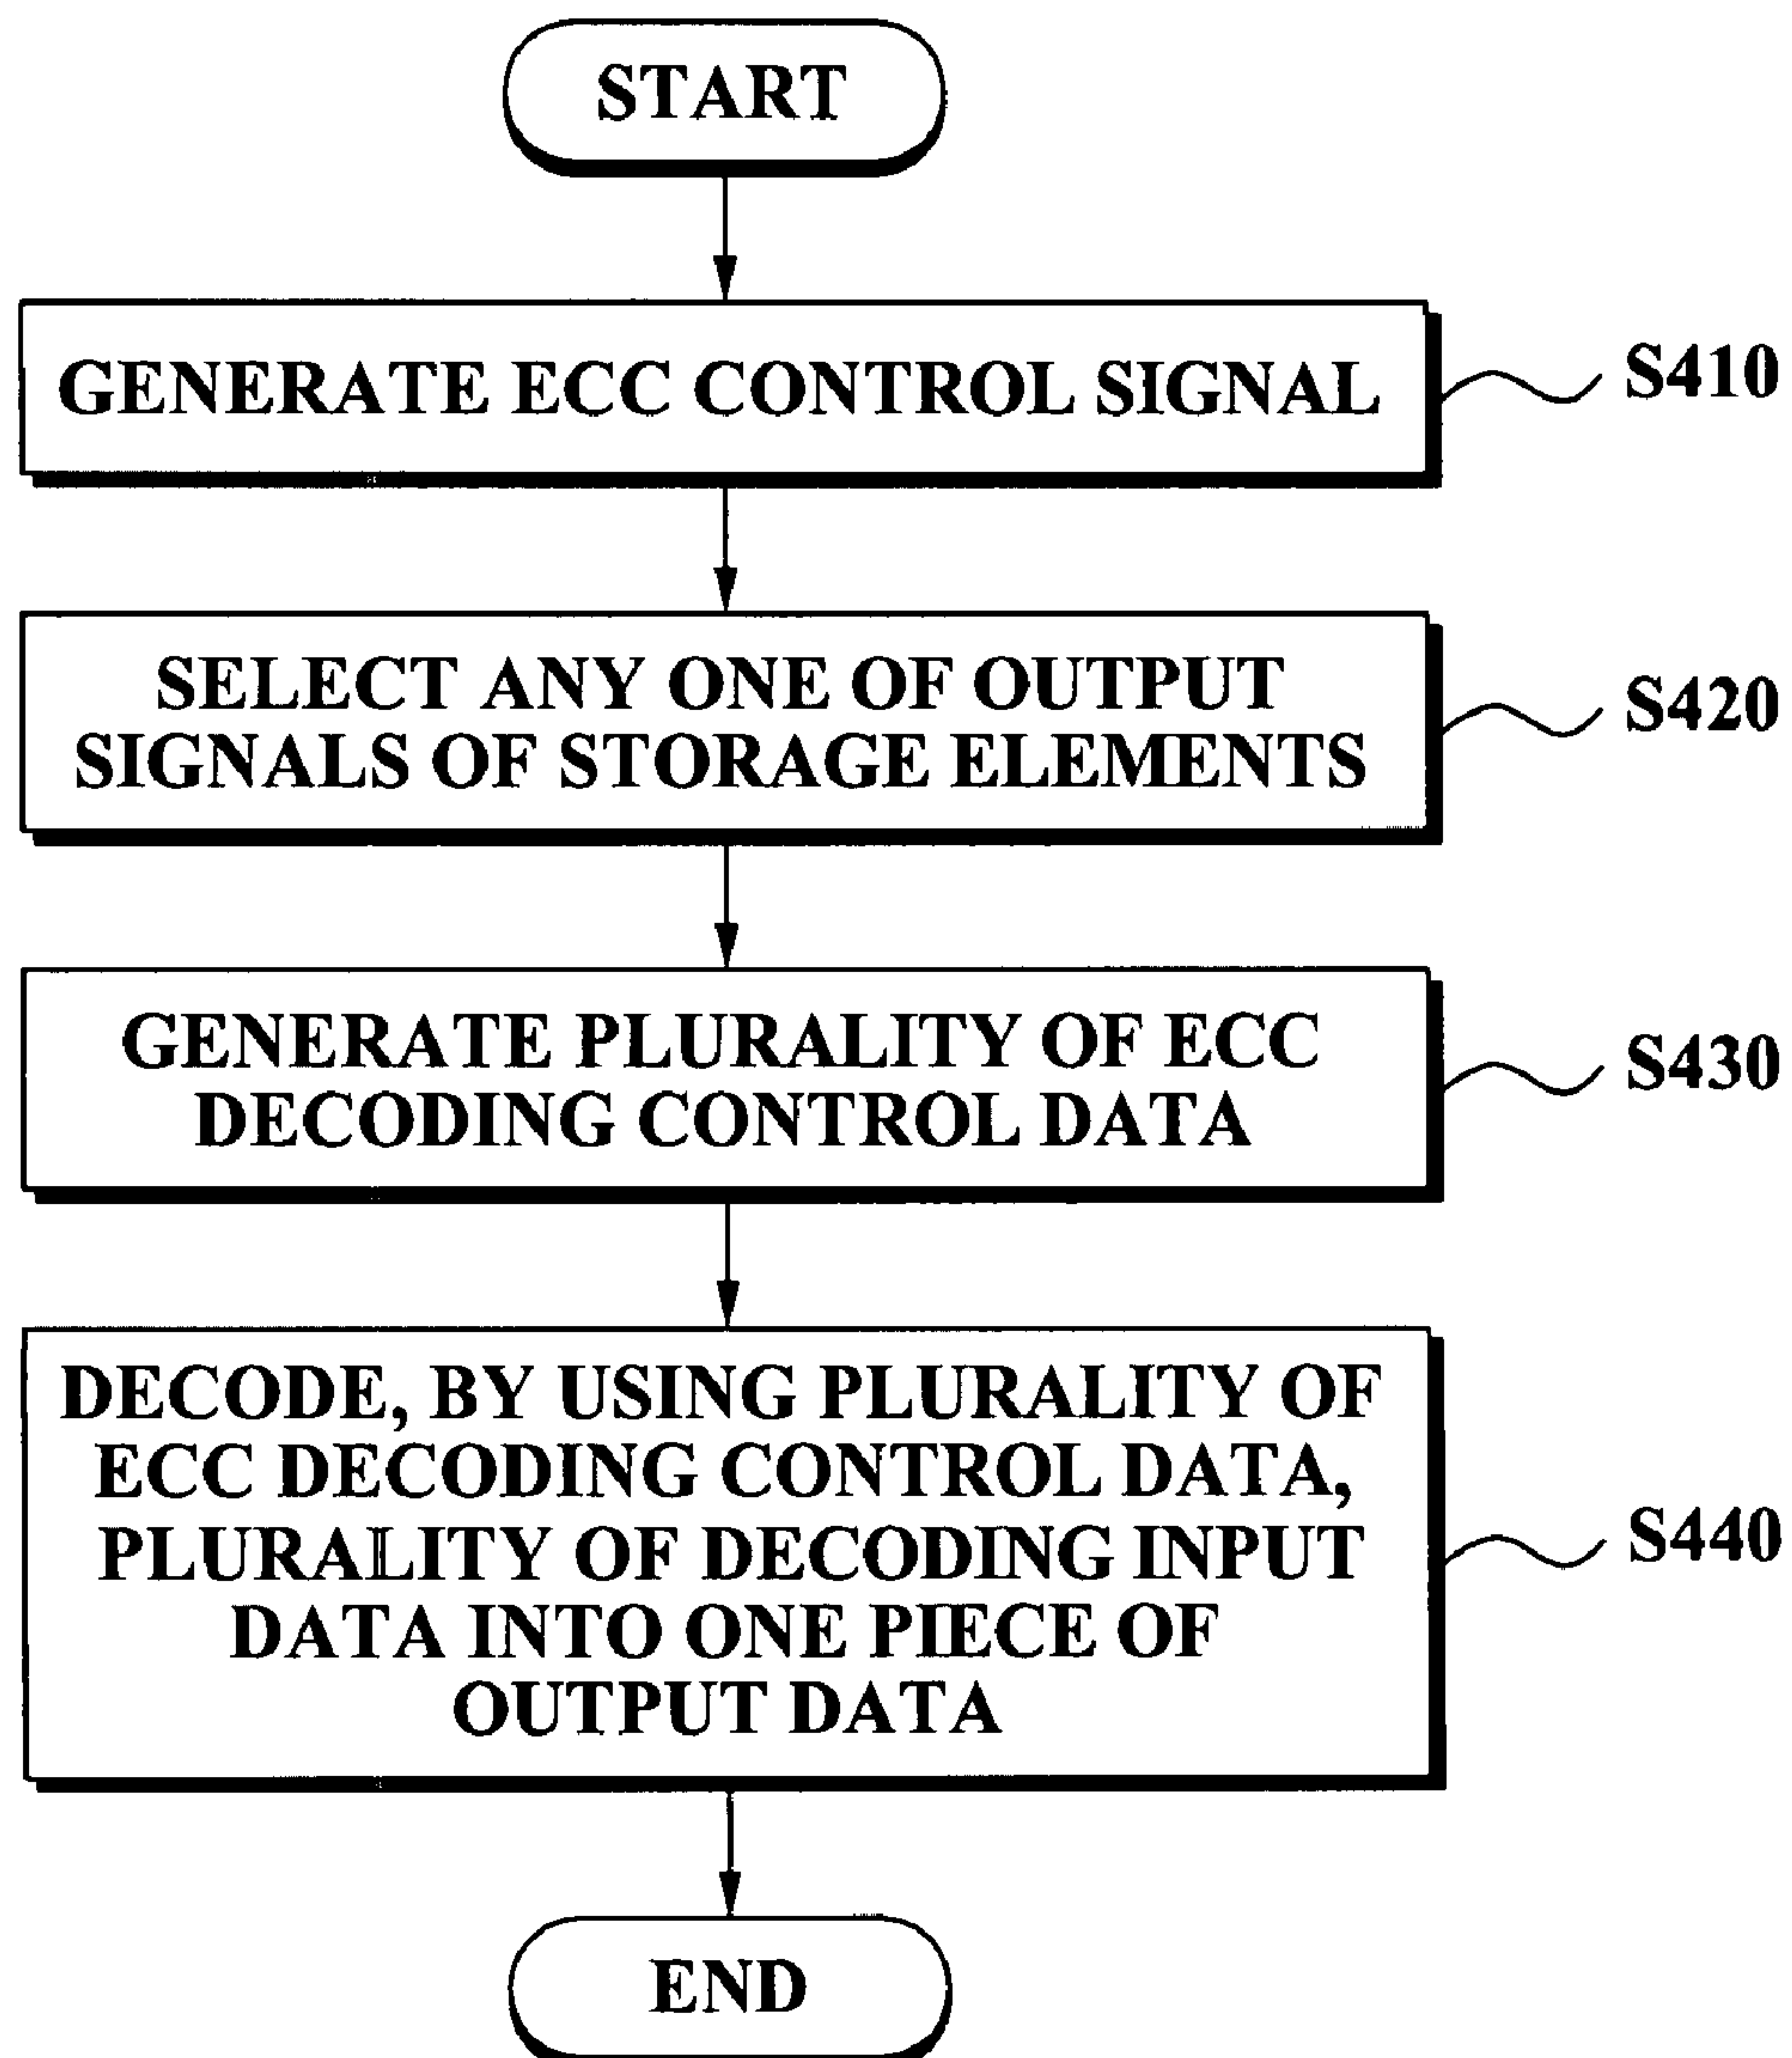 START
GENERATE ECC CONTROL SIGNAL
S410
SELECT ANY ONE OF OUTPUT
SIGNALS OF STORAGE ELEMENTS
S420
GENERATE PLURALITY OF ECC
DECODING CONTROL DATA
S430
DECODE, BY USING PLURALITY OF
ECC DECODING CONTROL DATA,
PLURALITY OF DECODING INPUT
DATA INTO ONE PIECE OF
OUTPUT DATA
S440
END